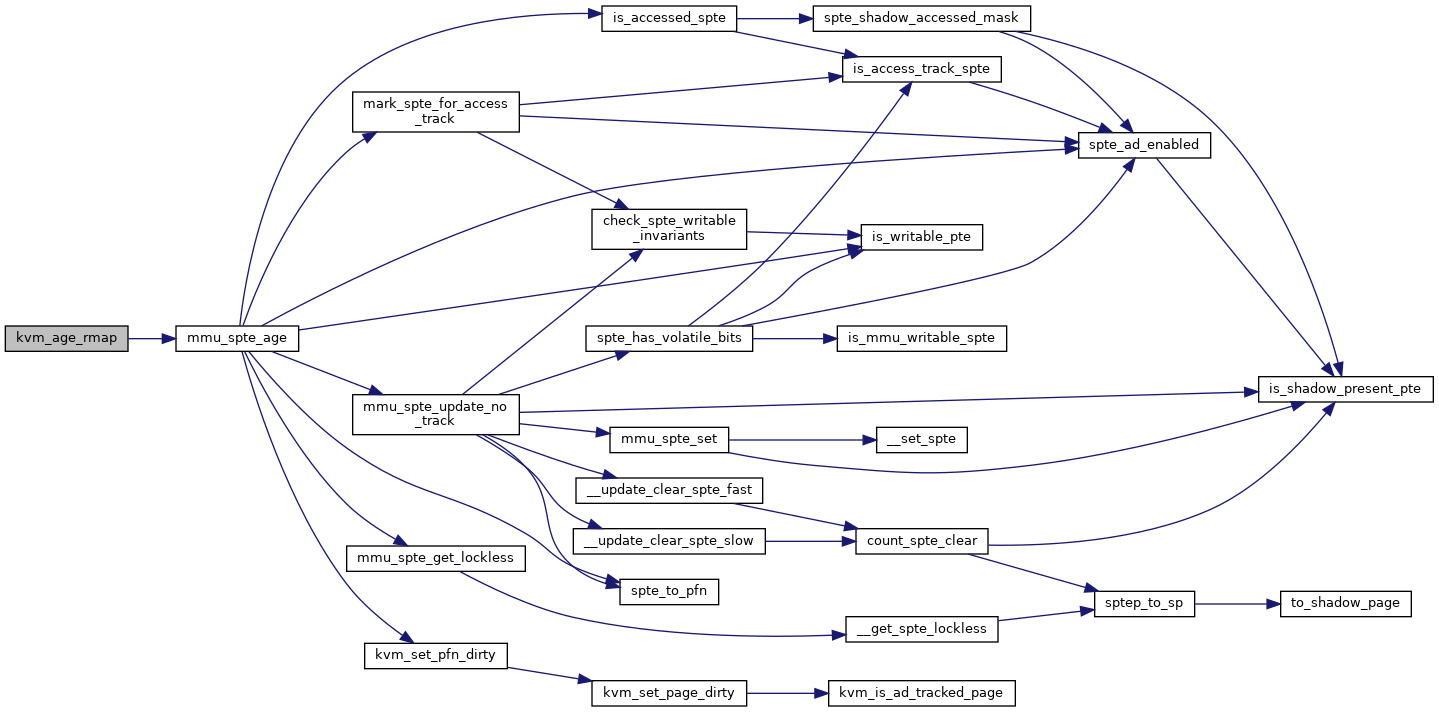 is_accessed_spte
spte_shadow_accessed_mask
is_access_track_spte
mark_spte_for_access
_track
spte_ad_enabled
check_spte_writable
_invariants
is_writable_pte
kvm_age_rmap
mmu_spte_age
spte_has_volatile_bits
is_mmu_writable_spte
is_shadow_present_pte
mmu_spte_update_no
_track
mmu_spte_set
__set_spte
__update_clear_spte_fast
__update_clear_spte_slow
count_spte_clear
mmu_spte_get_lockless
spte_to_pfn
sptep_to_sp
to_shadow_page
__get_spte_lockless
kvm_set_pfn_dirty
kvm_set_page_dirty
kvm_is_ad_tracked_page